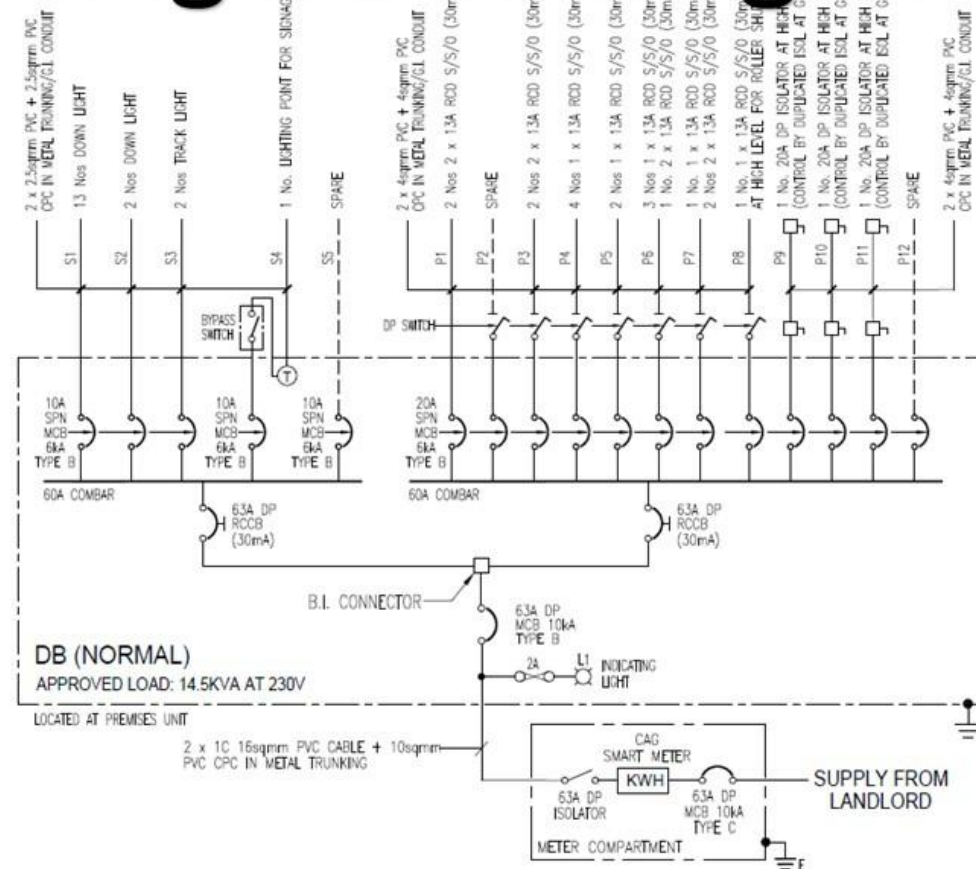 2 x 2.5sqmm PVC + 2.5sqmm PVC
CPC IN METAL TRUNKING/G.I. CONDUIT
13 Nos DOWN LIGHT
2 Nos DOWN LIGHT
2 Nos TRACK LIGHT
1 No. LIGHTING POINT FOR SIGNAG
SPARE
2 x 4sqmm PVC + 4sqmm PVC
CPC IN METAL TRUNKING/G.I. CONDUIT
2 Nos 2 x 13A RCD S/S/O (30m
SPARE
2 Nos 2 x 13A RCD S/S/O (30m
4 Nos 1 x 13A RCD S/S/O (30m
2 Nos 1 x 13A RCD S/S/O (30m
3 Nos 1 x 13A RCD S/S/O (30m
1 No. 2 x 13A RCD S/S/O (30m
1 No. 1 x 13A RCD S/S/O (30m
2 Nos 2 x 13A RCD S/S/O (30m
1 No. 1 x 13A RCD S/S/O (30m
AT HIGH LEVEL FOR ROLLER SHU
1 No. 20A DP ISOLATOR AT HIGH
(CONTROL BY DUPLICATED ISOL AT G
1 No. 20A DP ISOLATOR AT HIGH
(CONTROL BY DUPLICATED ISOL AT G
1 No. 20A DP ISOLATOR AT HIGH
(CONTROL BY DUPLICATED ISOL AT G
SPARE
2 x 4sqmm PVC + 4sqmm PVC
CPC IN METAL TRUNKING/G.I. CONDUIT
S1
S2
S3
S4
S5
P1
P2
P3
P4
P5
P6
P7
P8
P9
P10
P11
P12
BYPASS
SWITCH
DP SWITCH
T
10A
SPN
MCB
6kA
TYPE B
10A
SPN
MCB
6kA
TYPE B
10A
SPN
MCB
6kA
TYPE B
20A
SPN
MCB
6kA
TYPE B
60A COMBAR
60A COMBAR
63A DP
RCCB
(30mA)
63A DP
RCCB
(30mA)
B.I. CONNECTOR
63A DP
MCB 10kA
TYPE B
DB (NORMAL)
APPROVED LOAD: 14.5KVA AT 230V
2A
L1
INDICATING
LIGHT
LOCATED AT PREMISES UNIT
2 x 1C 16sqmm PVC CABLE + 10sqmm
PVC CPC IN METAL TRUNKING
CAG
SMART METER
KWH
63A DP
ISOLATOR
63A DP
MCB 10kA
TYPE C
SUPPLY FROM
LANDLORD
METER COMPARTMENT
E